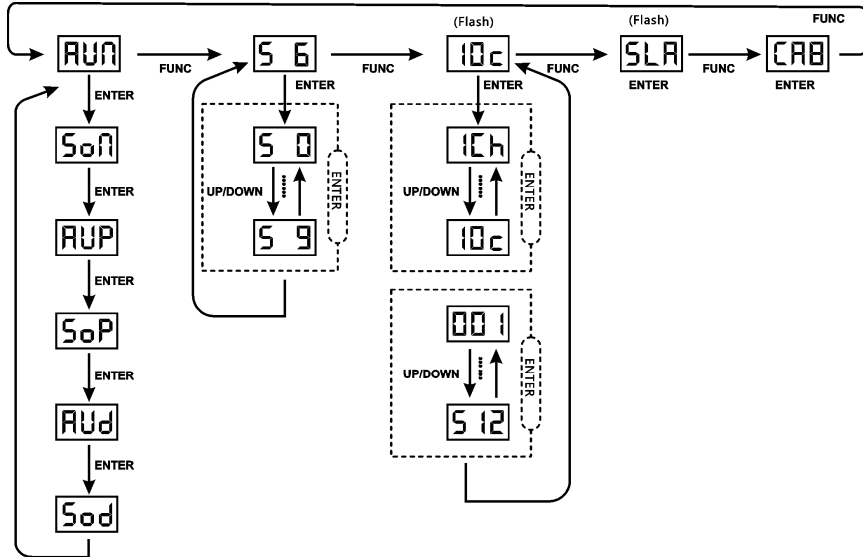 FUNC
(Flash)
(Flash)
AUN
FUNC
S 6
FUNC
10c
FUNC
SLA
FUNC
CAB
ENTER
ENTER
ENTER
ENTER
ENTER
SoN
S 0
1Ch
ENTER
UP/DOWN
ENTER
UP/DOWN
ENTER
AUP
S 9
10c
ENTER
SoP
001
ENTER
UP/DOWN
ENTER
AUd
512
ENTER
Sod